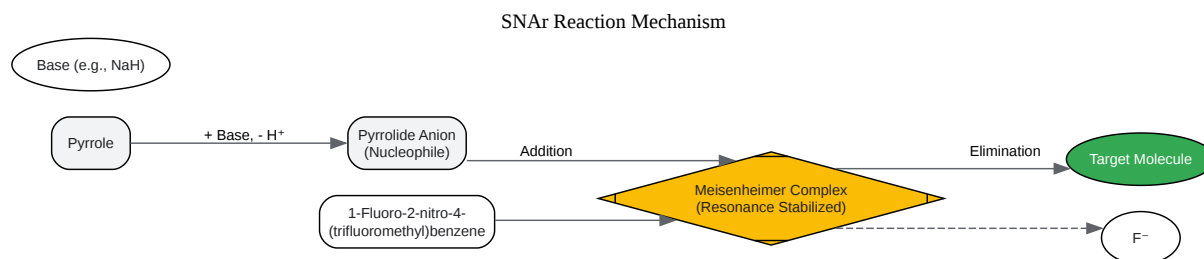 SNAr Reaction Mechanism
Base (e.g., NaH)
Pyrrole
+ Base, - H⁺
Pyrrolide Anion
(Nucleophile)
Addition
1-Fluoro-2-nitro-4-
(trifluoromethyl)benzene
Meisenheimer Complex
(Resonance Stabilized)
Elimination
Target Molecule
F⁻